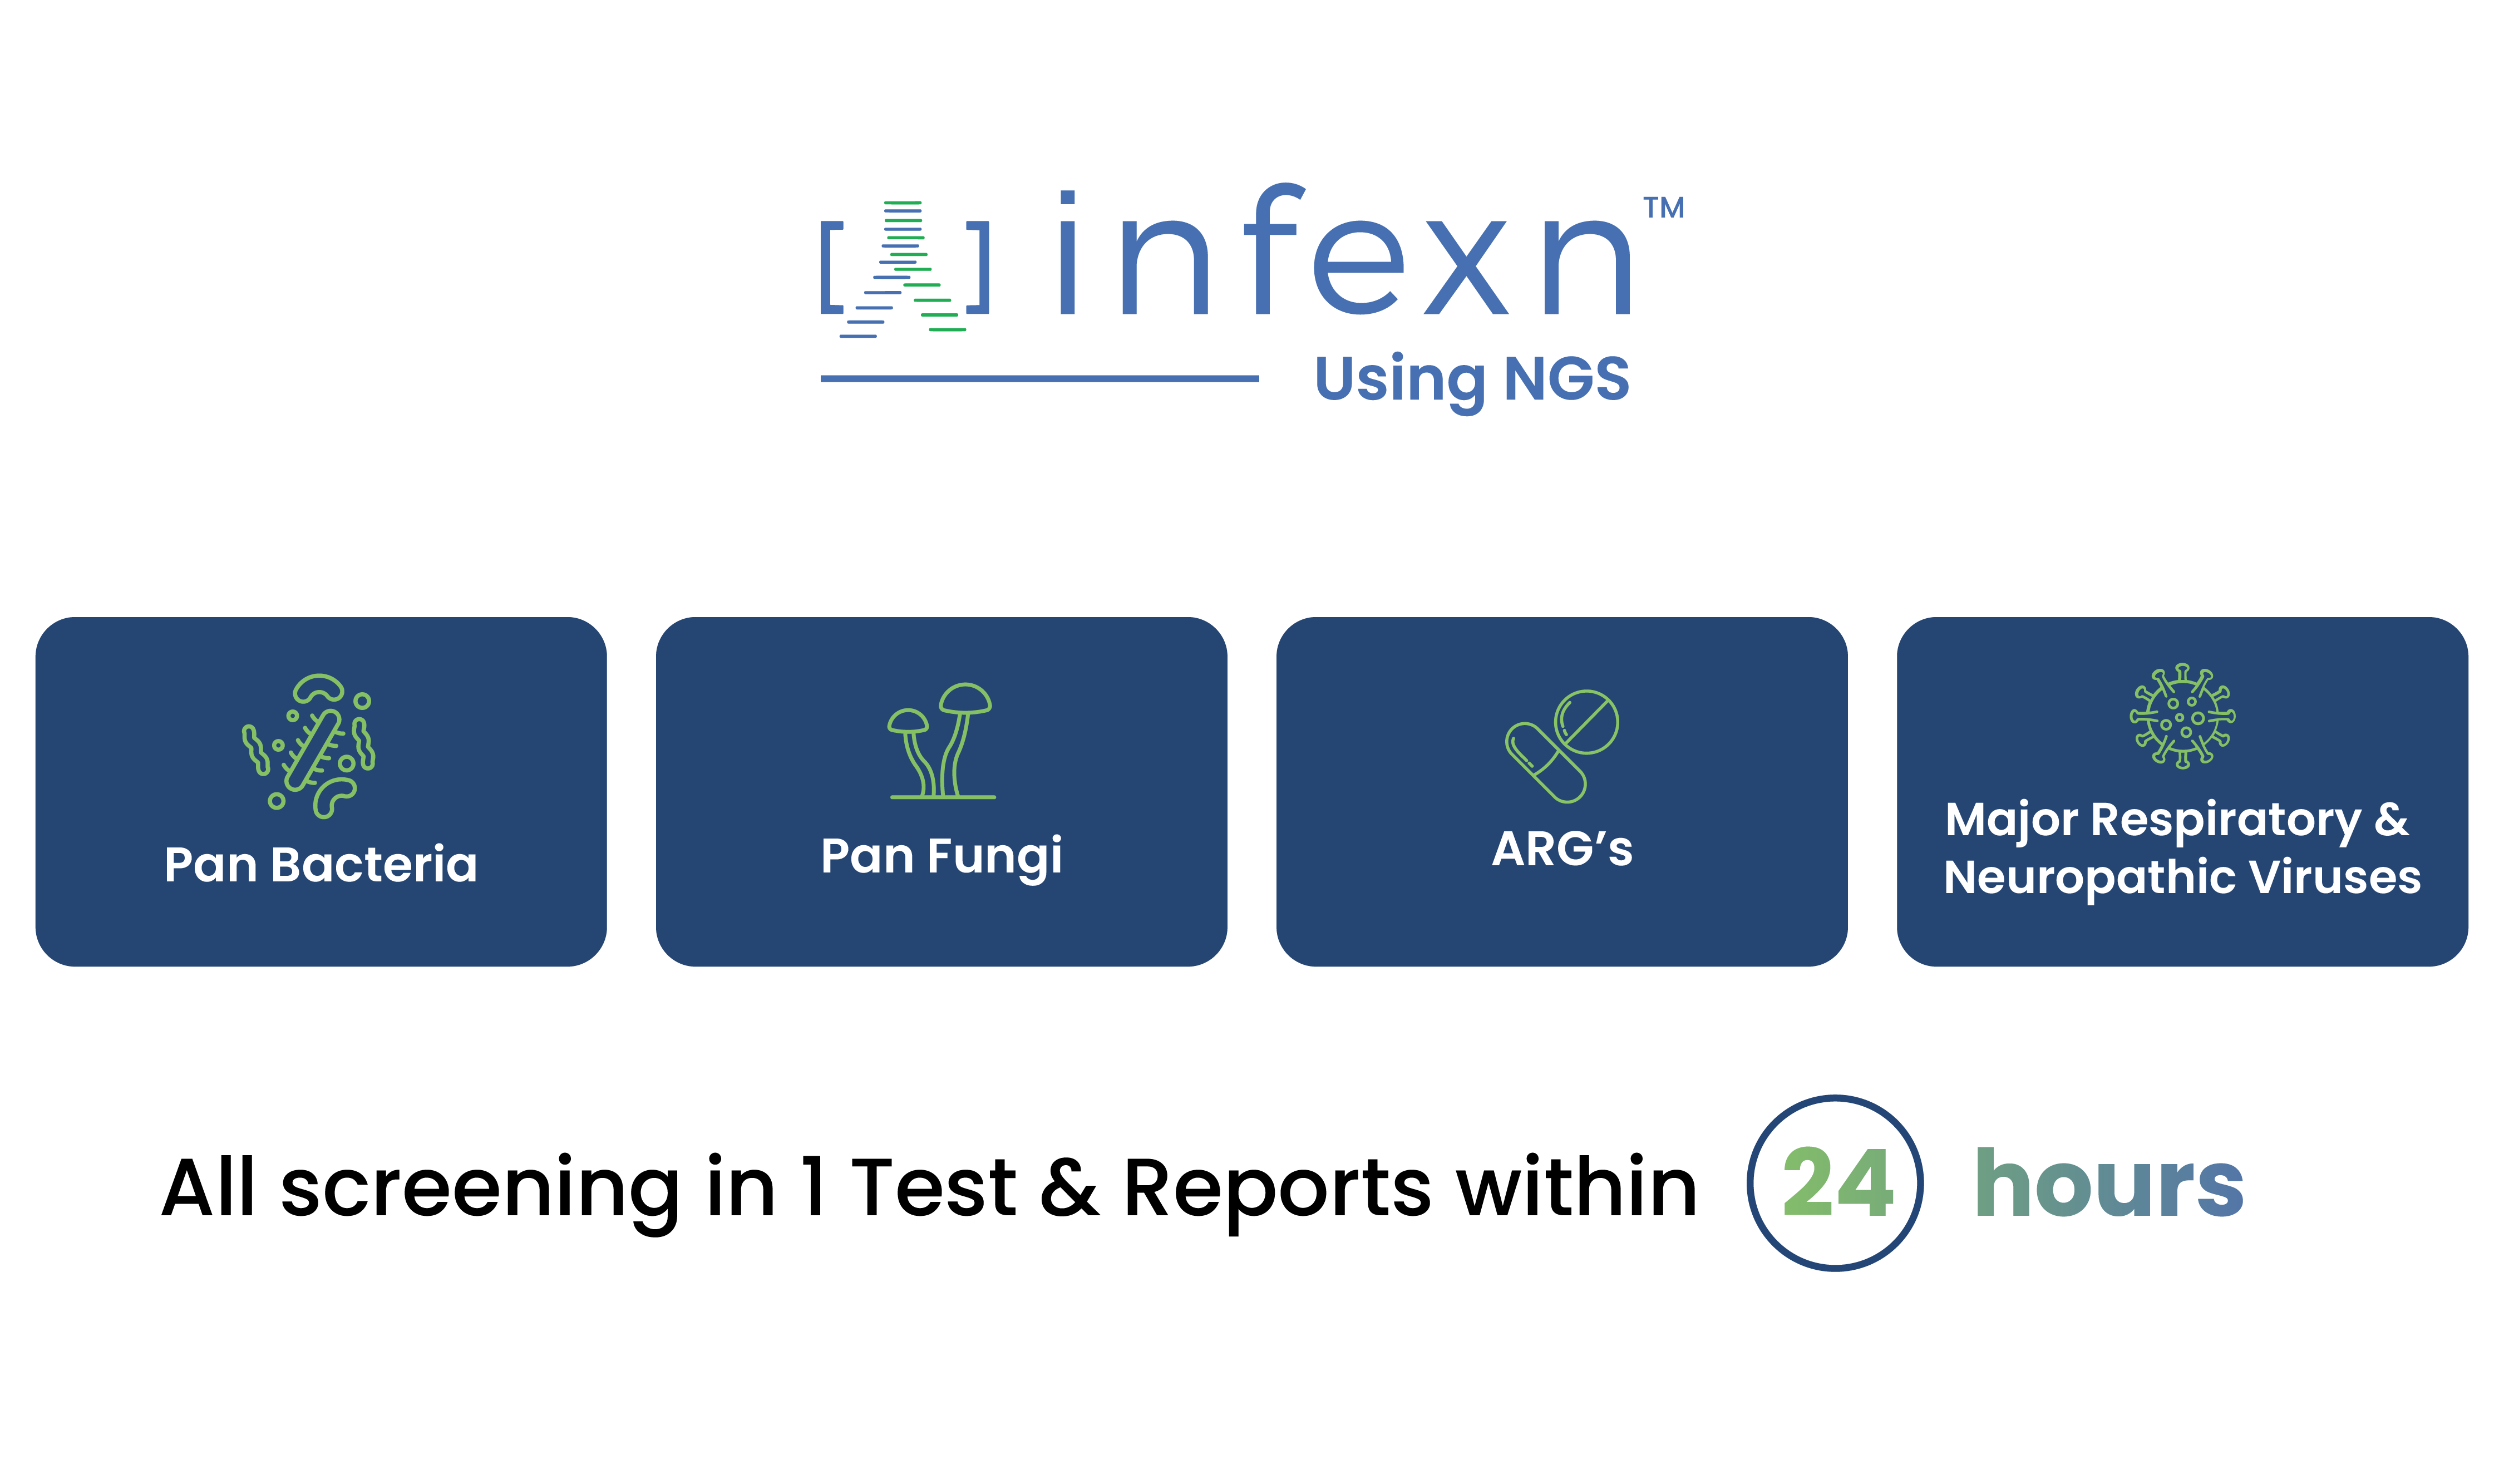 infexn™
Using NGS
Pan Bacteria
Pan Fungi
ARG’s
Major Respiratory &
Neuropathic Viruses
All screening in 1 Test & Reports within 24 hours